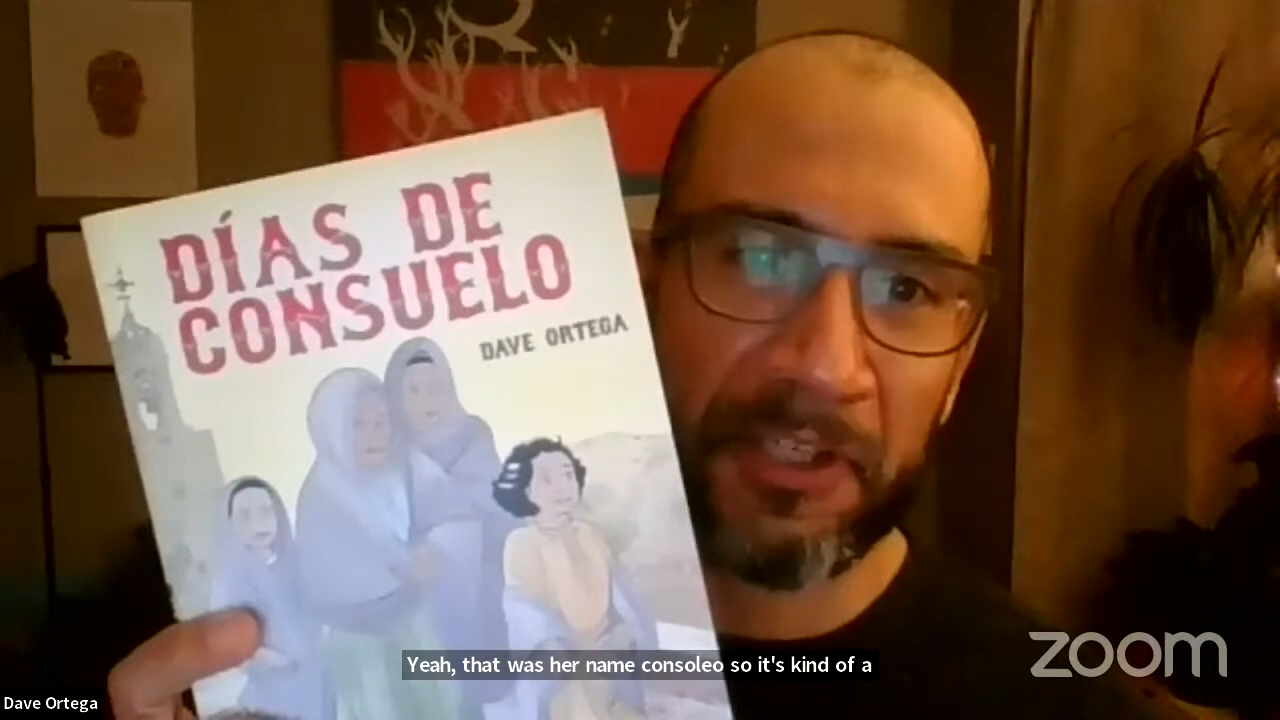 DÍAS DE
CONSUELO
DAVE ORTEGA
Yeah, that was her name consoleo so it's kind of a
zoom
Dave Ortega